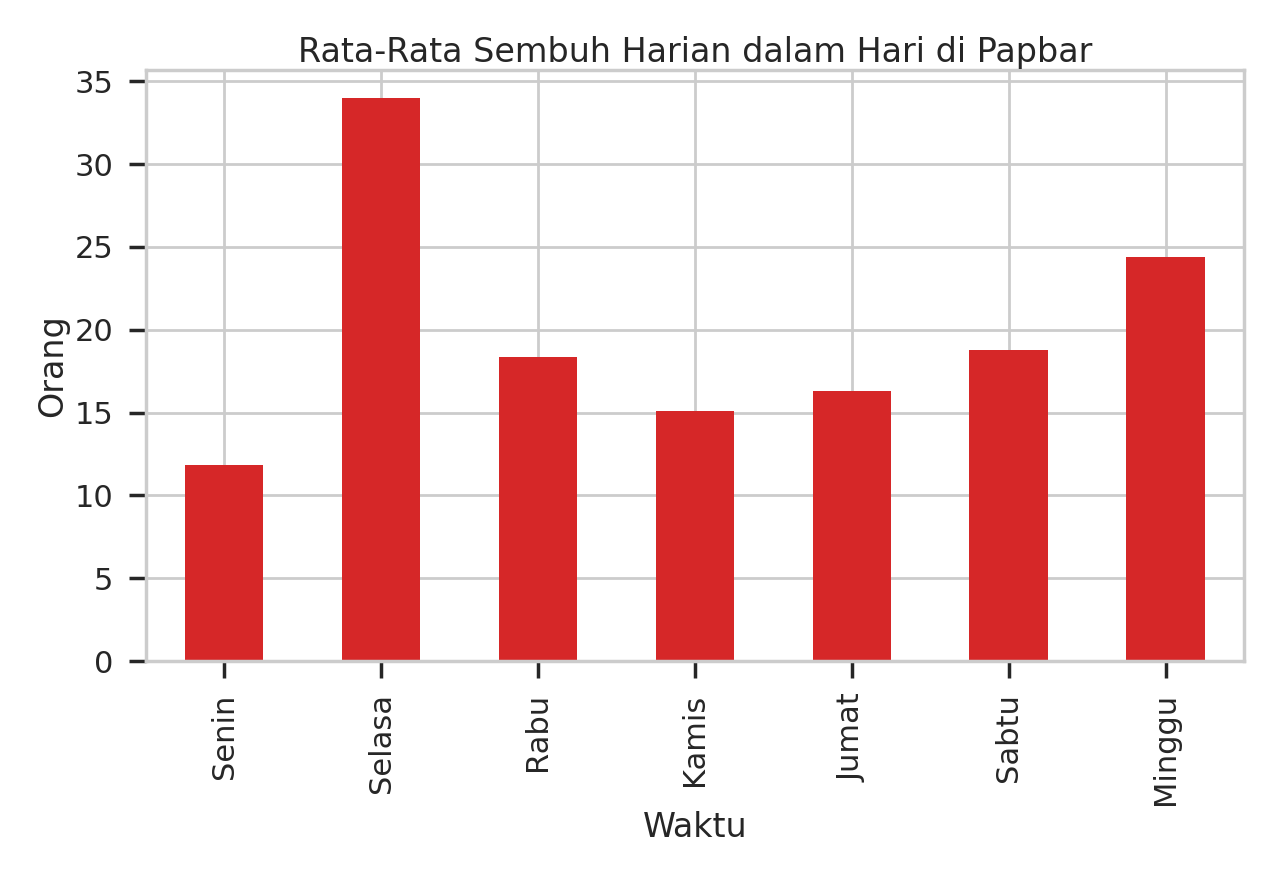 Rata-Rata Sembuh Harian dalam Hari di Papbar
35
30
25
20
15
10
5
0
Orang
Senin
Selasa
Rabu
Kamis
Jumat
Sabtu
Minggu
Waktu